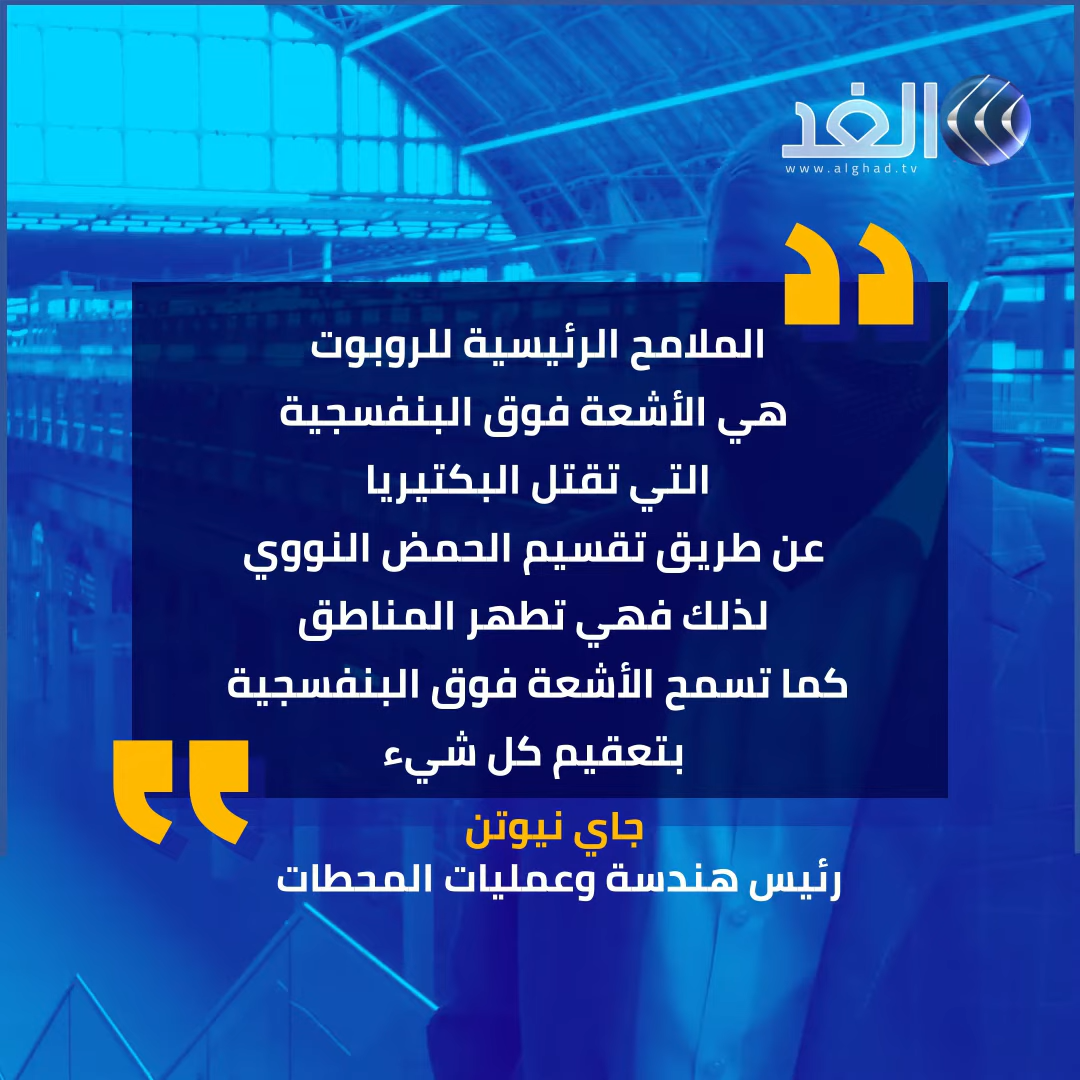 الغد
www.alghad.tv
الملامح الرئيسية للروبوت
هي الأشعة فوق البنفسجية
التي تقتل البكتيريا
عن طريق تقسيم الحمض النووي
لذلك فهي تطهر المناطق
كما تسمح الأشعة فوق البنفسجية
بتعقيم كل شيء
جاي نيوتن
رئيس هندسة وعمليات المحطات